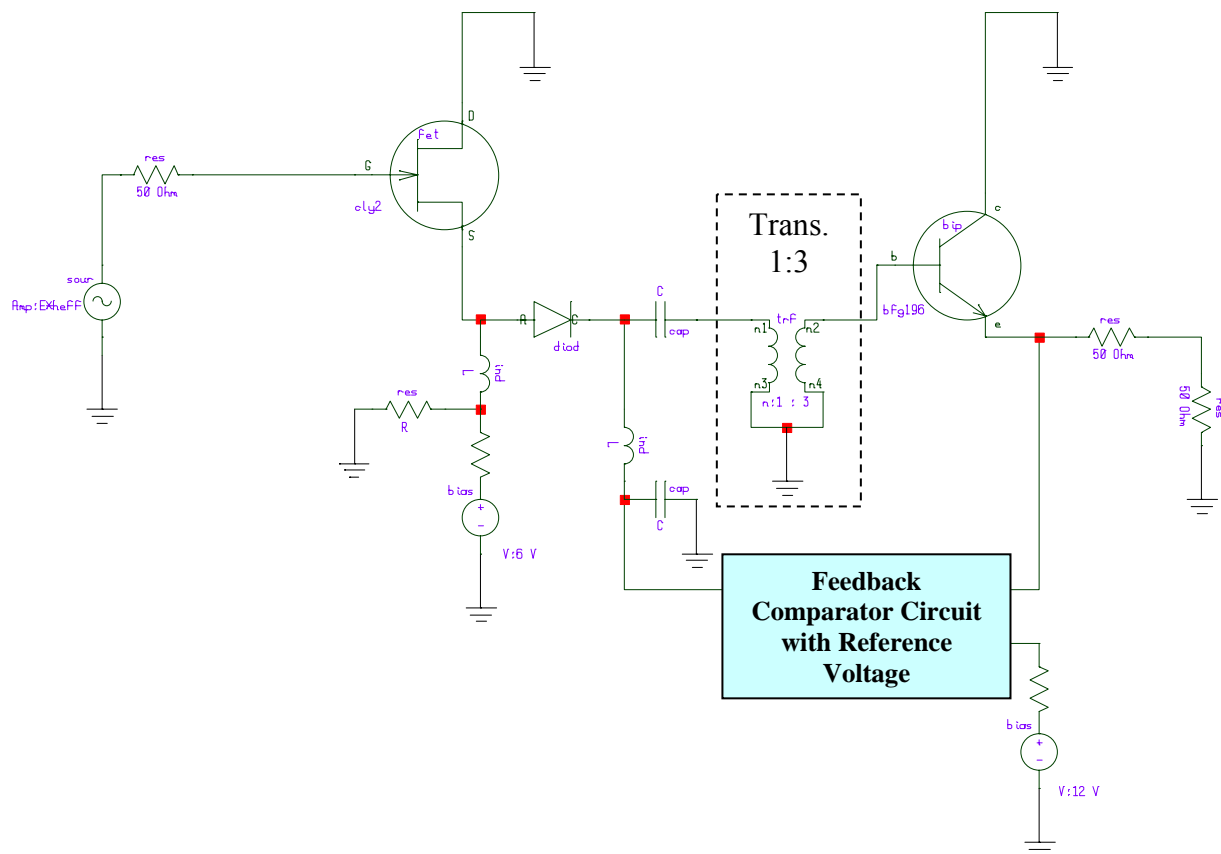 D
fet
G
cly2
S
res
50 Ohm
sour
Amp:EXheff
A
C
diod
ind
L
res
R
bias
+
-
V:6 V
C
cap
ind
L
cap
C
Trans.
1:3
trf
n1
n2
n3
n4
n:1 : 3
c
bip
b
bfg196
e
res
50 Ohm
res
50 Ohm
Feedback
Comparator Circuit
with Reference
Voltage
bias
+
-
V:12 V